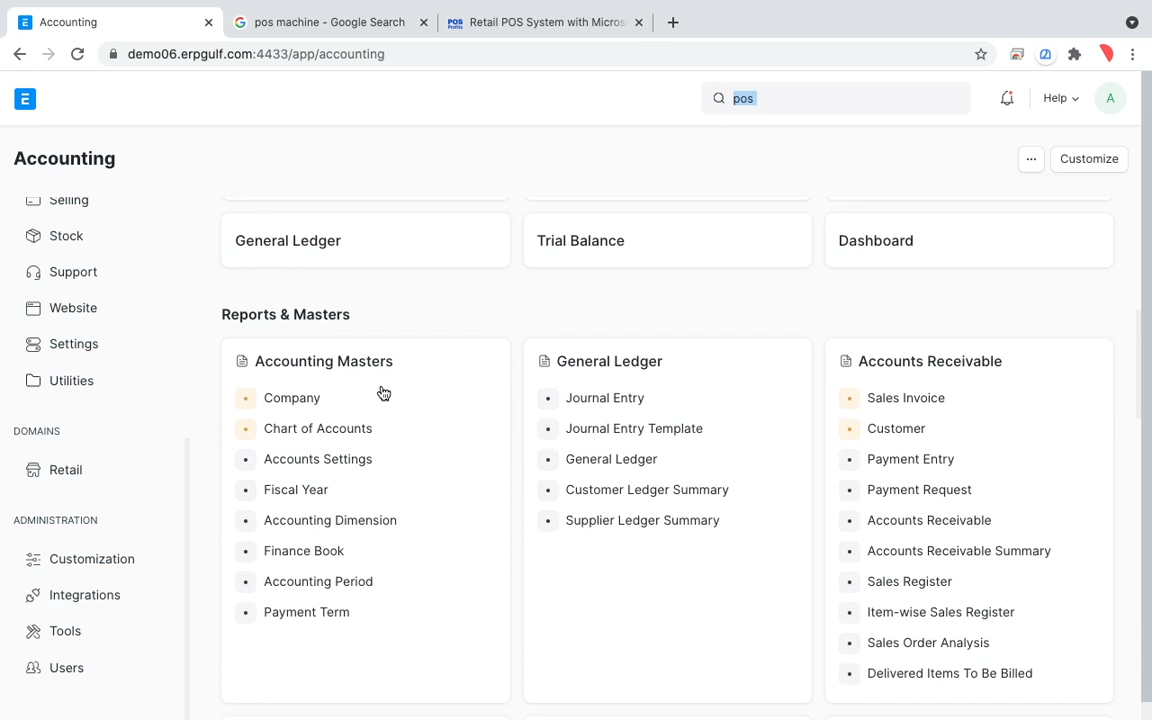 Accounting
pos machine - Google Search
POS Profits Retail POS System with Micros
demo06.erpgulf.com:4433/app/accounting
E
pos
Help
A
Accounting
Customize
Selling
Stock
Support
Website
Settings
Utilities
DOMAINS
Retail
ADMINISTRATION
Customization
Integrations
Tools
Users
General Ledger
Trial Balance
Dashboard
Reports & Masters
Accounting Masters
Company
Chart of Accounts
Accounts Settings
Fiscal Year
Accounting Dimension
Finance Book
Accounting Period
Payment Term
General Ledger
Journal Entry
Journal Entry Template
General Ledger
Customer Ledger Summary
Supplier Ledger Summary
Accounts Receivable
Sales Invoice
Customer
Payment Entry
Payment Request
Accounts Receivable
Accounts Receivable Summary
Sales Register
Item-wise Sales Register
Sales Order Analysis
Delivered Items To Be Billed